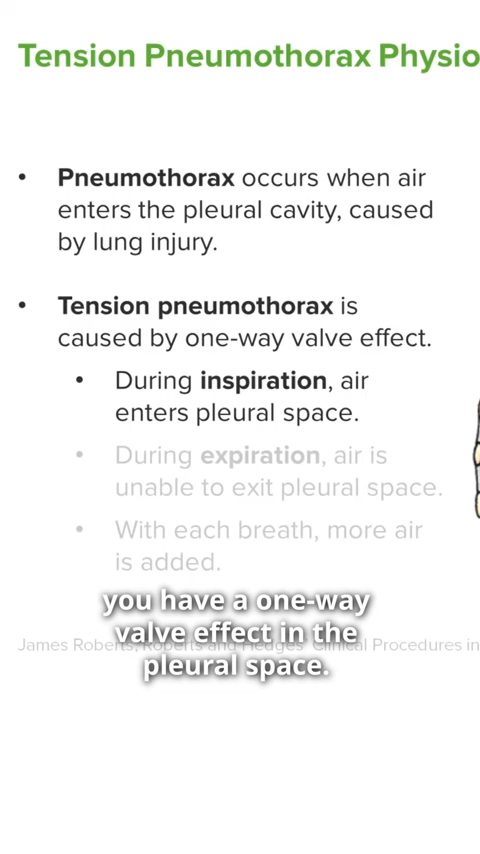 Tension Pneumothorax Physio
• Pneumothorax occurs when air
enters the pleural cavity, caused
by lung injury.
• Tension pneumothorax is
caused by one-way valve effect.
• During inspiration, air
enters pleural space.
• During expiration, air is
unable to exit pleural space.
• With each breath, more air
is added.
you have a one-way
valve effect in the
James Roberts, Roberts and Hedges' Clinical Procedures in
pleural space.